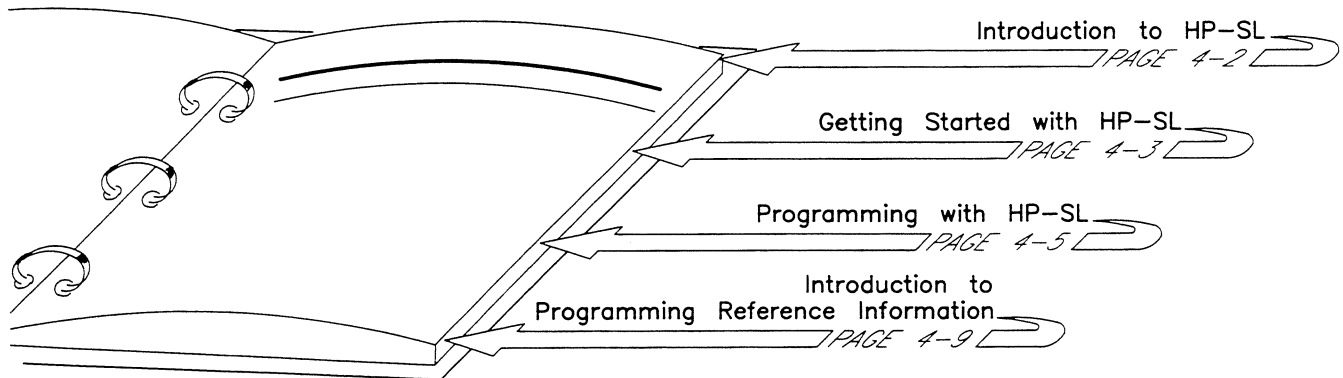 Introduction to HP-SL
PAGE 4-2
Getting Started with HP-SL
PAGE 4-3
Programming with HP-SL
PAGE 4-5
Introduction to
Programming Reference Information
PAGE 4-9